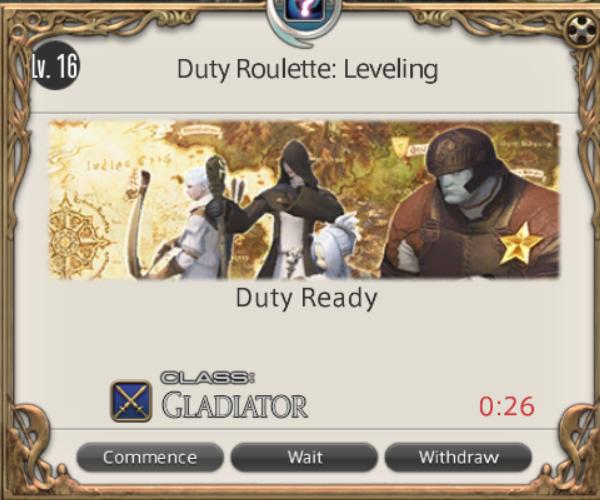 Lv. 16
Duty Roulette: Leveling
Duty Ready
CLASS:
GLADIATOR
0:26
Commence
Wait
Withdraw